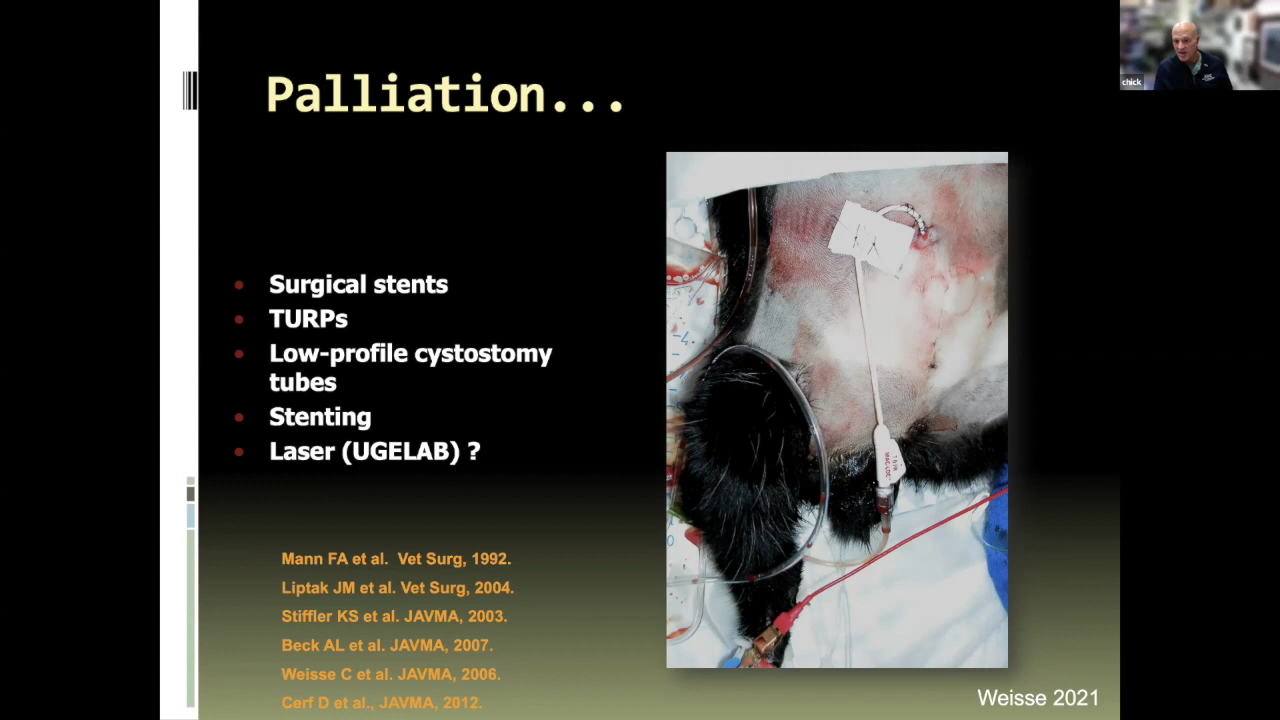 chick
Palliation...
Surgical stents
TURPs
Low-profile cystostomy
tubes
Stenting
Laser (UGELAB) ?
Mann FA et al. Vet Surg, 1992.
Liptak JM et al. Vet Surg, 2004.
Stiffler KS et al. JAVMA, 2003.
Beck AL et al. JAVMA, 2007.
Weisse C et al. JAVMA, 2006.
Cerf D et al., JAVMA, 2012.
Weisse 2021